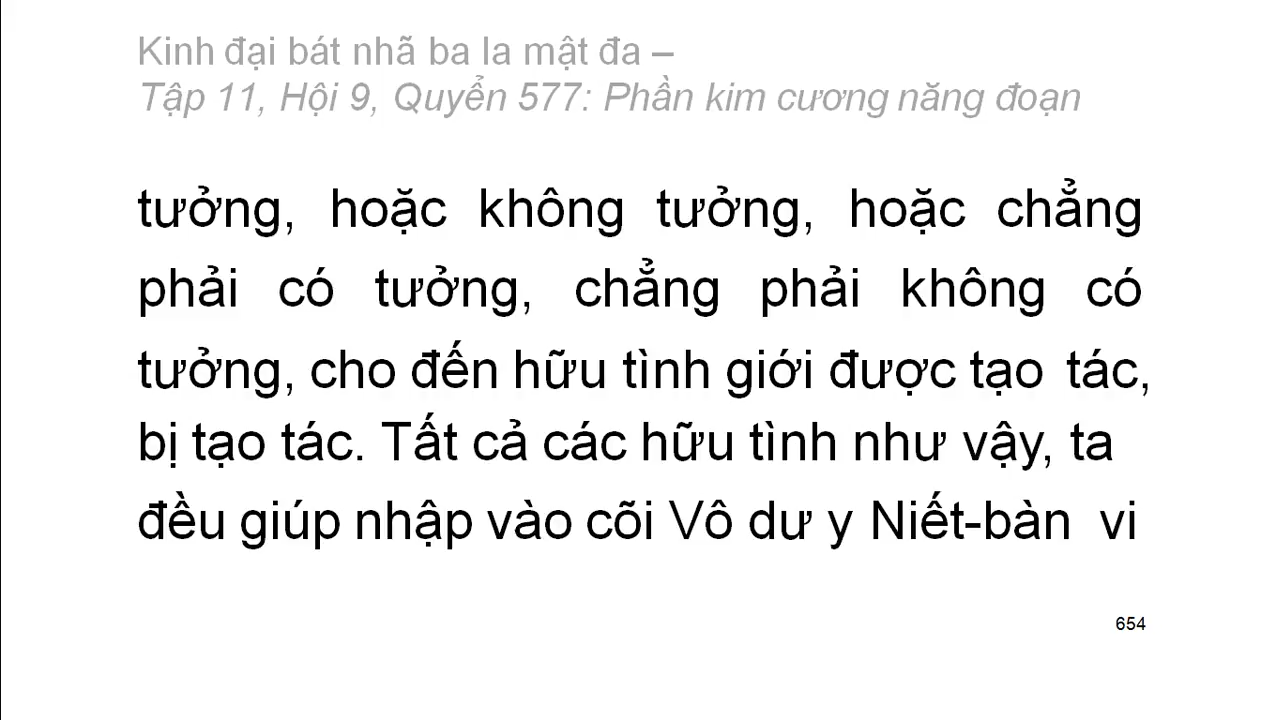 Kinh đại bát nhã ba la mật đa –
Tập 11, Hội 9, Quyển 577: Phần kim cương năng đoạn
tưởng, hoặc không tưởng, hoặc chẳng
phải có tưởng, chẳng phải không có
tưởng, cho đến hữu tình giới được tạo tác,
bị tạo tác. Tất cả các hữu tình như vậy, ta
đều giúp nhập vào cõi Vô dư y Niết-bàn vi
654